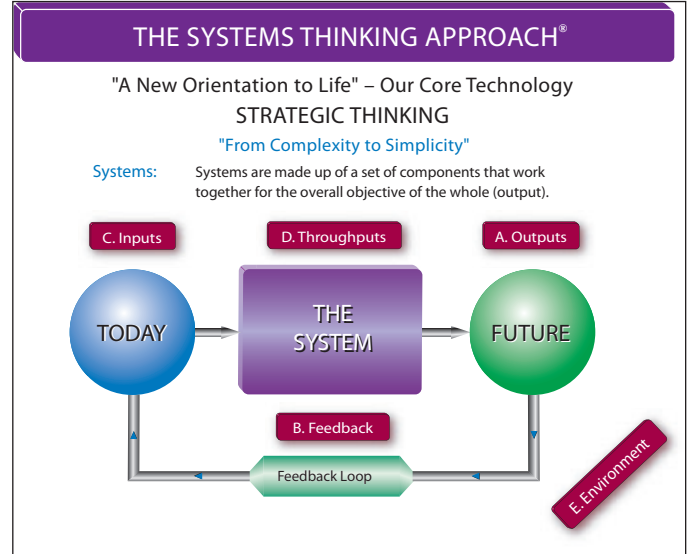 THE SYSTEMS THINKING APPROACH®
"A New Orientation to Life" – Our Core Technology
STRATEGIC THINKING
"From Complexity to Simplicity"
Systems: Systems are made up of a set of components that work
together for the overall objective of the whole (output).
C. Inputs
D. Throughputs
A. Outputs
TODAY
THE
SYSTEM
FUTURE
B. Feedback
Feedback Loop
E. Environment